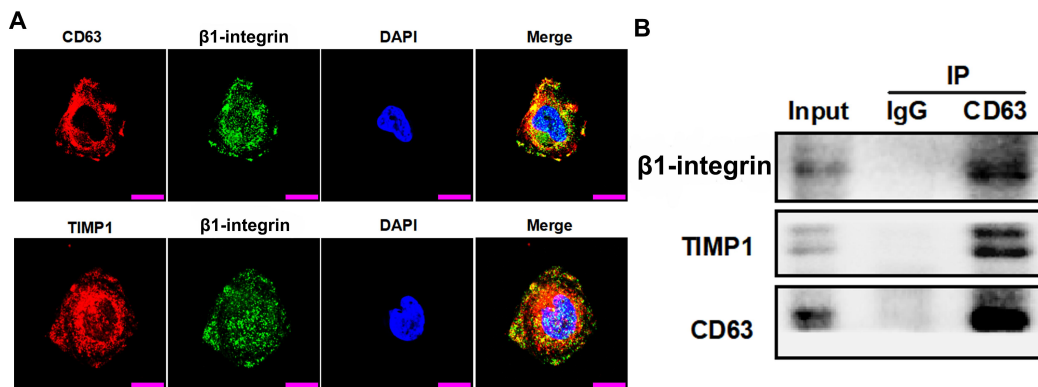 A
CD63 β1-integrin DAPI Merge
TIMP1 β1-integrin DAPI Merge
B
IP
Input IgG CD63
β1-integrin
TIMP1
CD63